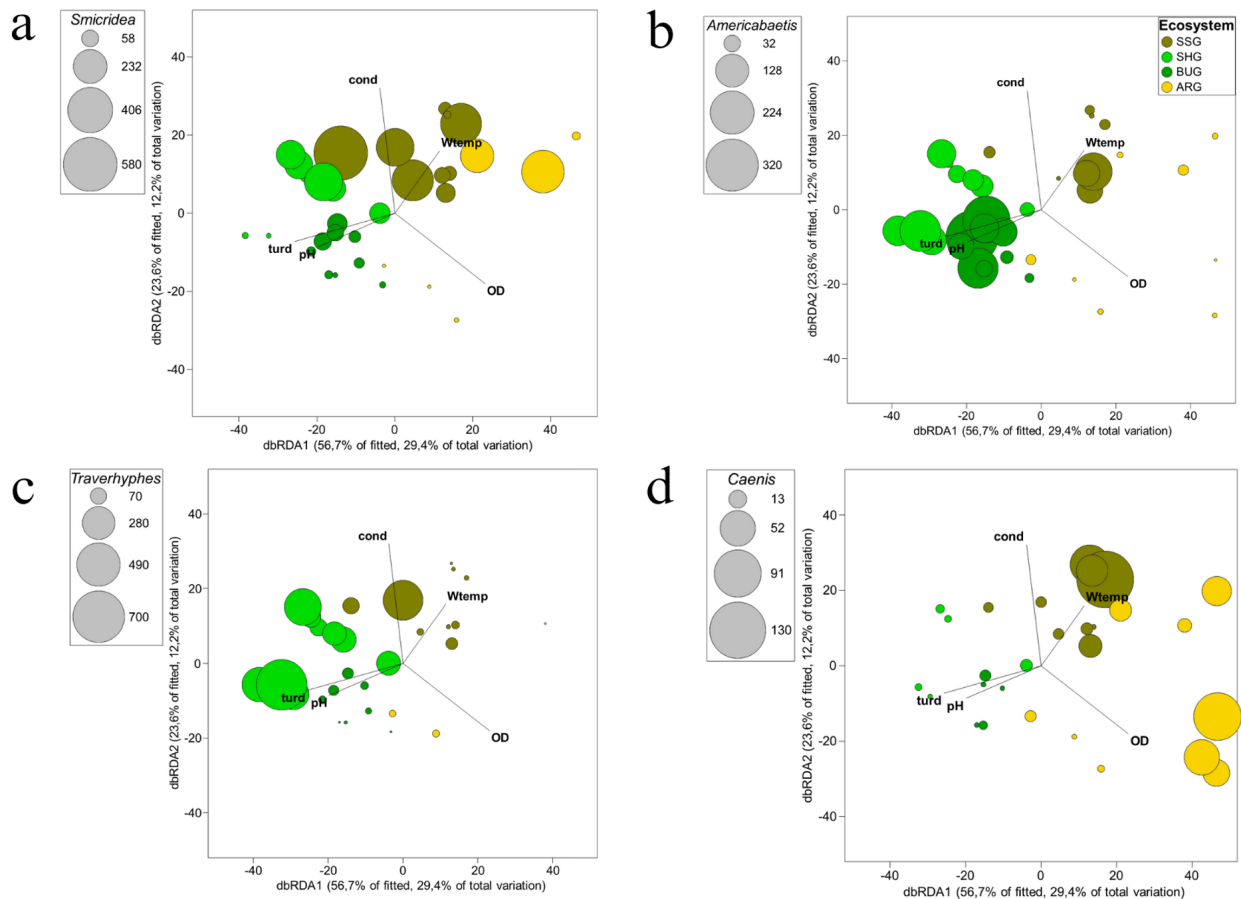 a
Smicridea
58
232
406
580
40
20
0
-20
-40
dbRDA2 (23,6% of fitted, 12,2% of total variation)
cond
Wtemp
turd
pH
OD
-40
-20
0
20
40
dbRDA1 (56,7% of fitted, 29,4% of total variation)
b
Americabaetis
32
128
224
320
Ecosystem
SSG
SHG
BUG
ARG
40
20
0
-20
-40
dbRDA2 (23,6% of fitted, 12,2% of total variation)
cond
Wtemp
turd
pH
OD
-40
-20
0
20
40
dbRDA1 (56,7% of fitted, 29,4% of total variation)
c
Traverhyphes
70
280
490
700
40
20
0
-20
-40
dbRDA2 (23,6% of fitted, 12,2% of total variation)
cond
Wtemp
turd
pH
OD
-40
-20
0
20
40
dbRDA1 (56,7% of fitted, 29,4% of total variation)
d
Caenis
13
52
91
130
40
20
0
-20
-40
dbRDA2 (23,6% of fitted, 12,2% of total variation)
cond
Wtemp
turd
pH
OD
-40
-20
0
20
40
dbRDA1 (56,7% of fitted, 29,4% of total variation)